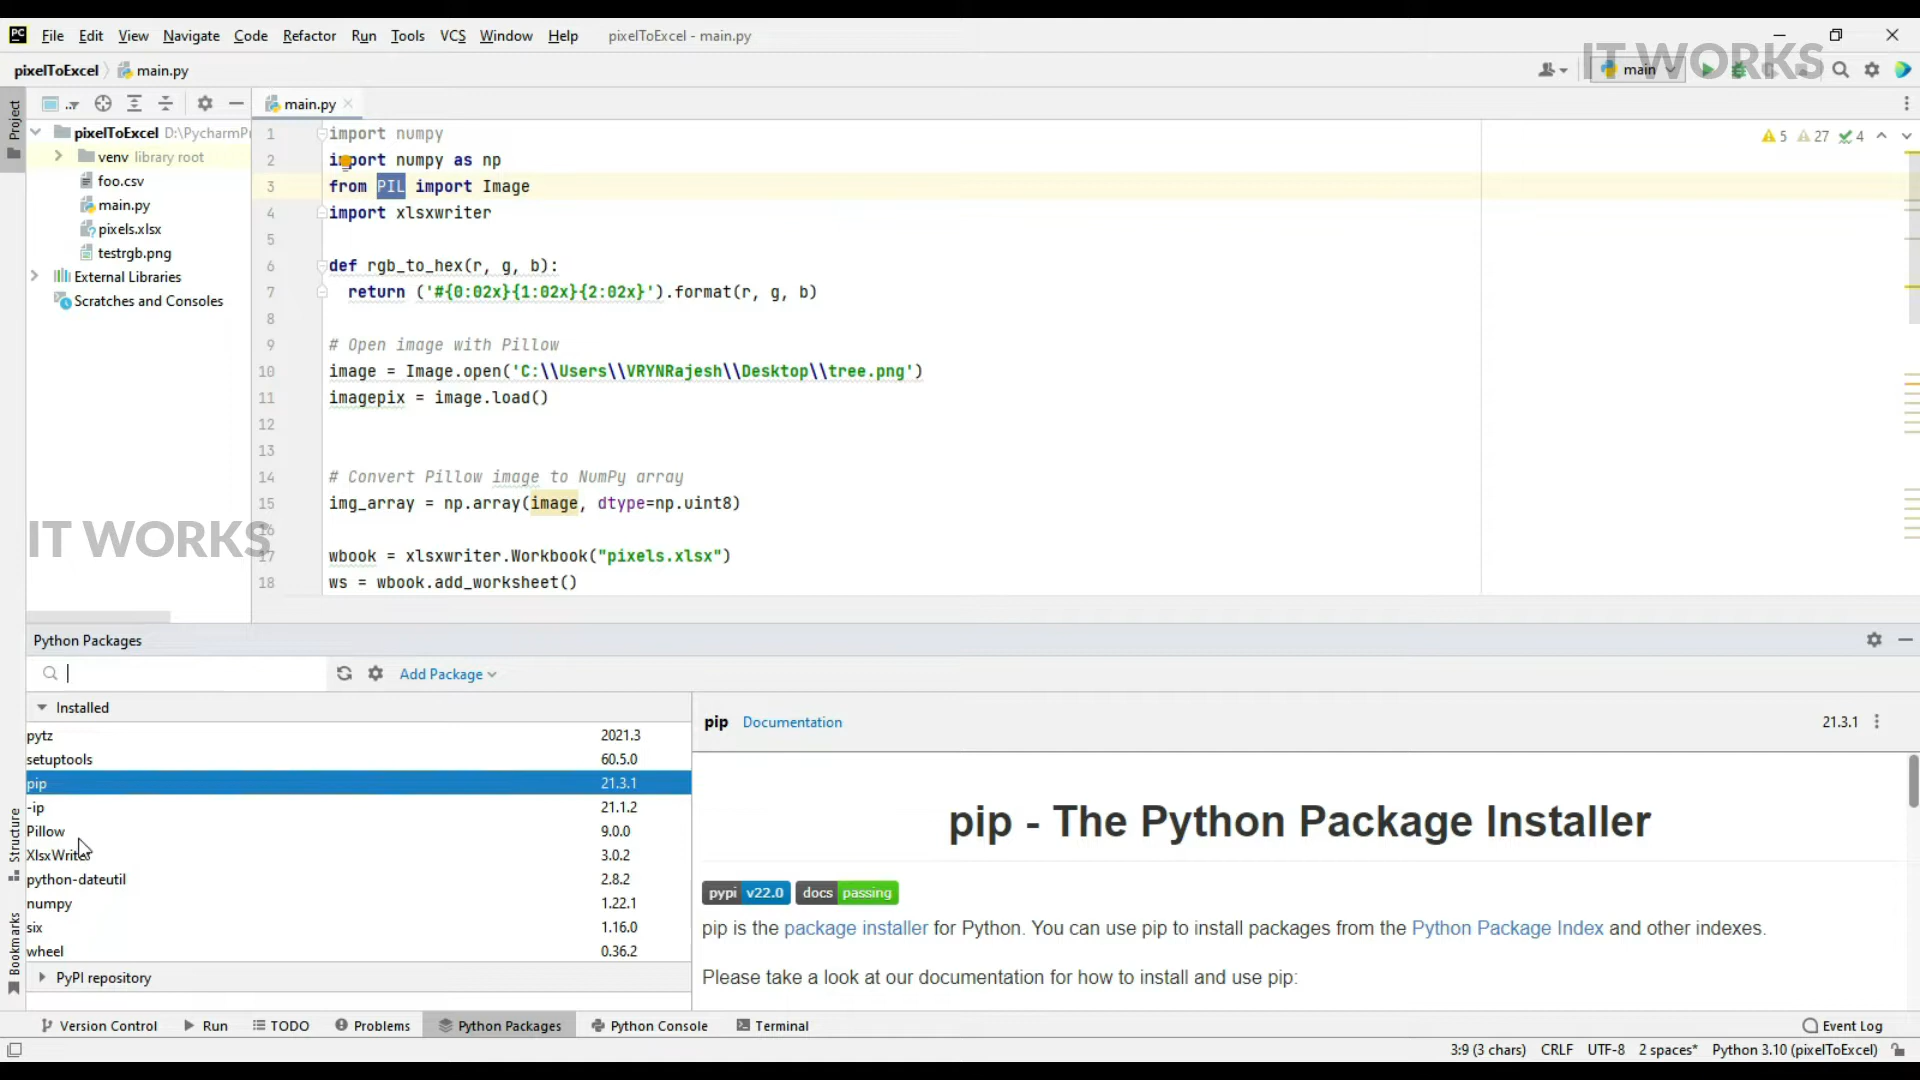 PC File Edit View Navigate Code Refactor Run Tools VCS Window Help pixelToExcel - main.py
pixelToExcel main.py main
IT WORKS
main.py
Project
pixelToExcel D:\PycharmPr
venv library root
foo.csv
main.py
pixels.xlsx
testrgb.png
External Libraries
Scratches and Consoles
5 27 4
1 import numpy
2 import numpy as np
3 from PIL import Image
4 import xlsxwriter
5
6 def rgb_to_hex(r, g, b):
7 return ('#{0:02x}{1:02x}{2:02x}').format(r, g, b)
8
9 # Open image with Pillow
10 image = Image.open('C:\\Users\\VRYNRajesh\\Desktop\\tree.png')
11 imagepix = image.load()
12
13
14 # Convert Pillow image to NumPy array
15 img_array = np.array(image, dtype=np.uint8)
16
17 wbook = xlsxwriter.Workbook("pixels.xlsx")
18 ws = wbook.add_worksheet()
IT WORKS
Python Packages
Add Package
Installed
pytz 2021.3
setuptools 60.5.0
pip 21.3.1
-ip 21.1.2
Pillow 9.0.0
XlsxWriter 3.0.2
python-dateutil 2.8.2
numpy 1.22.1
six 1.16.0
wheel 0.36.2
PyPI repository
pip Documentation 21.3.1
pip - The Python Package Installer
pypi v22.0 docs passing
pip is the package installer for Python. You can use pip to install packages from the Python Package Index and other indexes.
Please take a look at our documentation for how to install and use pip:
Structure
Bookmarks
Version Control Run TODO Problems Python Packages Python Console Terminal Event Log
3:9 (3 chars) CRLF UTF-8 2 spaces* Python 3.10 (pixelToExcel)